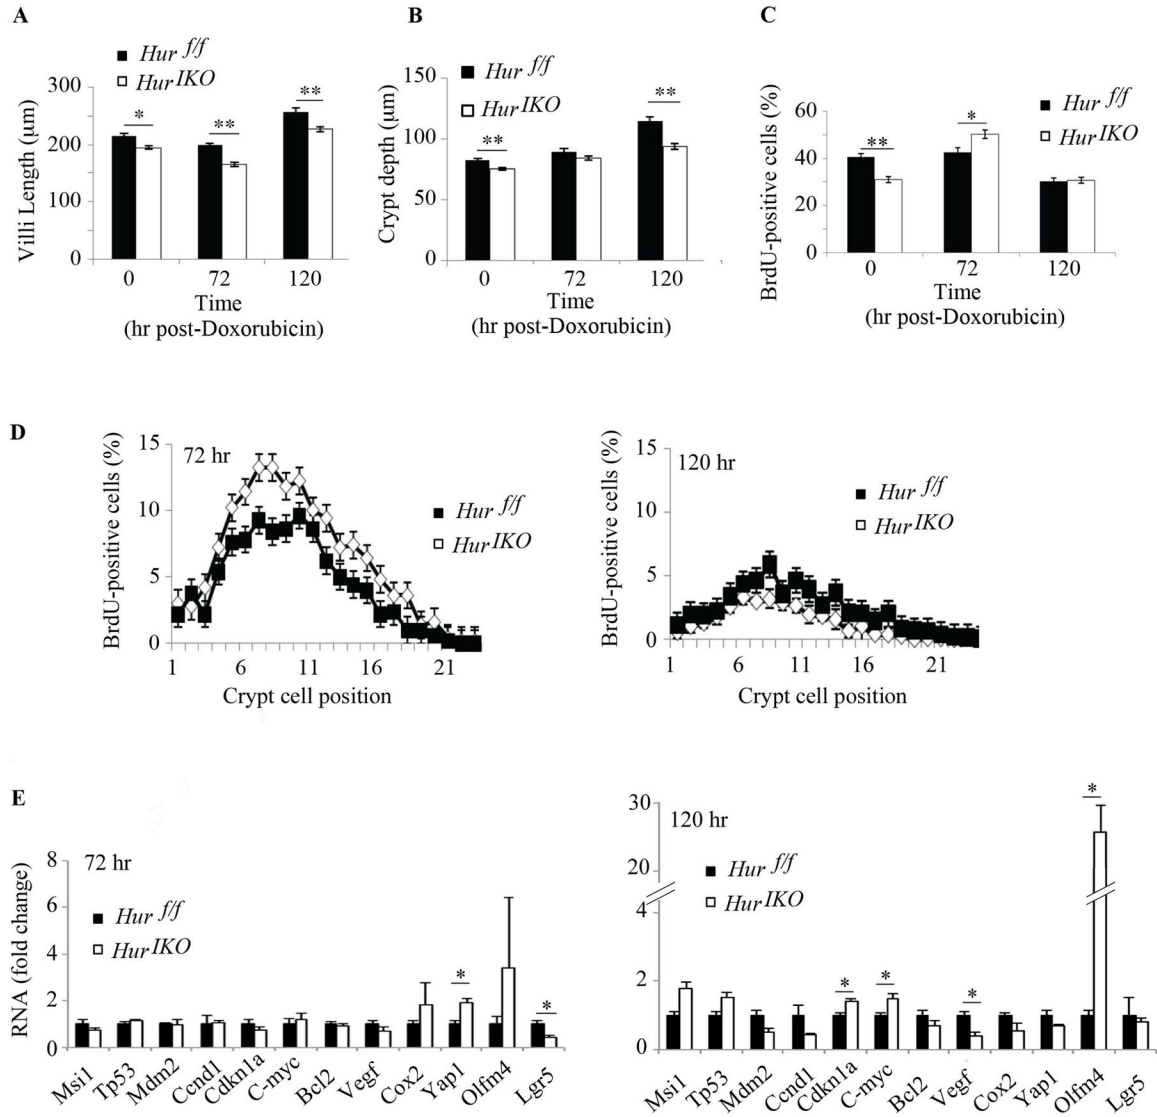 A
Hur f/f
Hur IKO
Villi Length (µm)
300
200
100
0
*
**
**
0 72 120
Time
(hr post-Doxorubicin)
B
Hur f/f
Hur IKO
Crypt depth (µm)
150
100
50
0
**
**
0 72 120
Time
(hr post-Doxorubicin)
C
Hur f/f
Hur IKO
BrdU-positive cells (%)
60
40
20
0
**
*
0 72 120
Time
(hr post-Doxorubicin)
D
72 hr
Hur f/f
Hur IKO
BrdU-positive cells (%)
15
10
5
0
1 6 11 16 21
Crypt cell position
120 hr
Hur f/f
Hur IKO
BrdU-positive cells (%)
15
10
5
0
1 6 11 16 21
Crypt cell position
E
72 hr
Hur f/f
Hur IKO
RNA (fold change)
8
6
4
2
0
*
*
Msi1 Tp53 Mdm2 Ccnd1 Cdkn1a C-myc Bcl2 Vegf Cox2 Yap1 Olfm4 Lgr5
120 hr
Hur f/f
Hur IKO
30
20
4
2
0
*
*
*
*
Msi1 Tp53 Mdm2 Ccnd1 Cdkn1a C-myc Bcl2 Vegf Cox2 Yap1 Olfm4 Lgr5